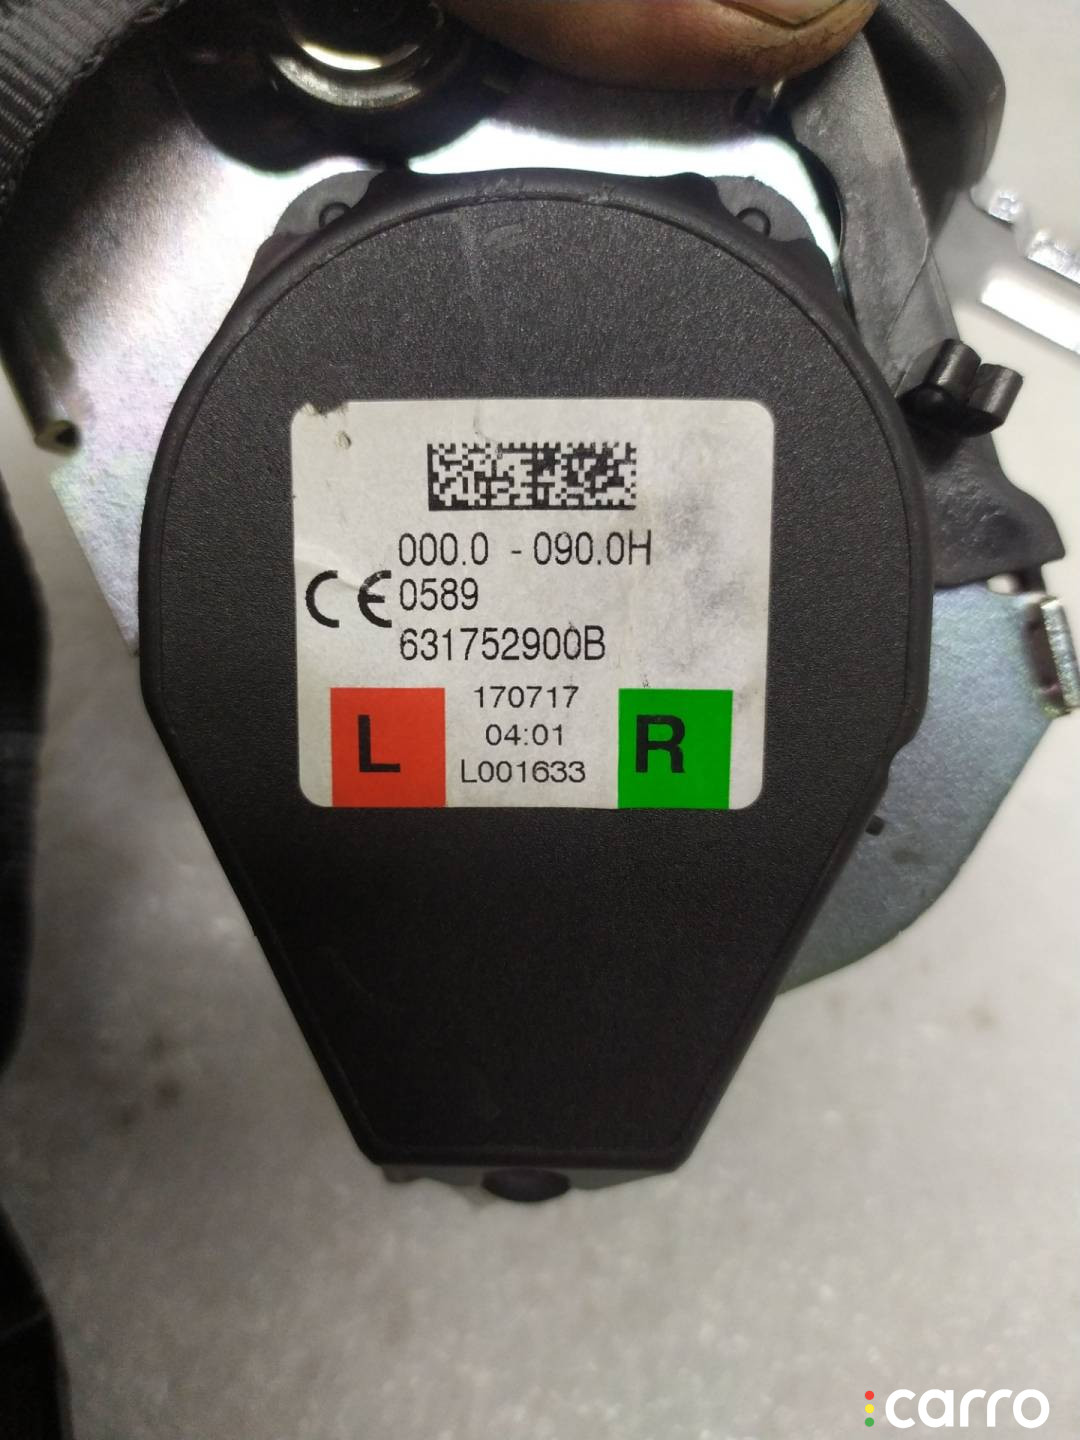 000.0 - 090.0H
CE 0589
631752900B
170717
04:01
L R
L001633
carro